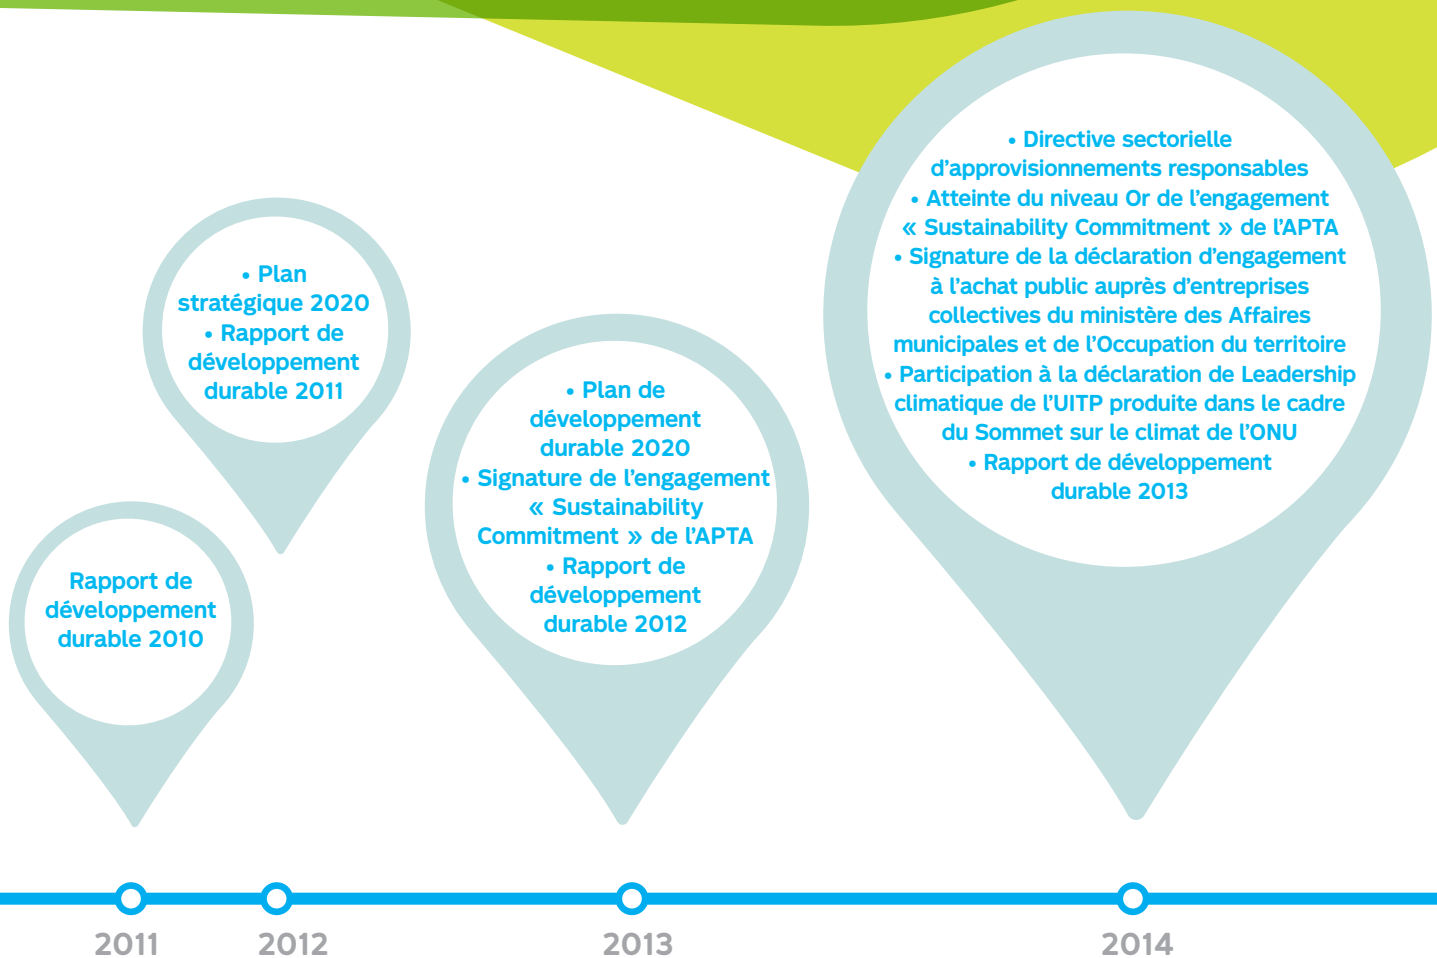 Rapport de
développement
durable 2010
• Plan
stratégique 2020
• Rapport de
développement
durable 2011
• Plan de
développement
durable 2020
• Signature de l’engagement
« Sustainability
Commitment » de l’APTA
• Rapport de
développement
durable 2012
• Directive sectorielle
d’approvisionnements responsables
• Atteinte du niveau Or de l’engagement
« Sustainability Commitment » de l’APTA
• Signature de la déclaration d’engagement
à l’achat public auprès d’entreprises
collectives du ministère des Affaires
municipales et de l’Occupation du territoire
• Participation à la déclaration de Leadership
climatique de l’UITP produite dans le cadre
du Sommet sur le climat de l’ONU
• Rapport de développement
durable 2013
2011
2012
2013
2014